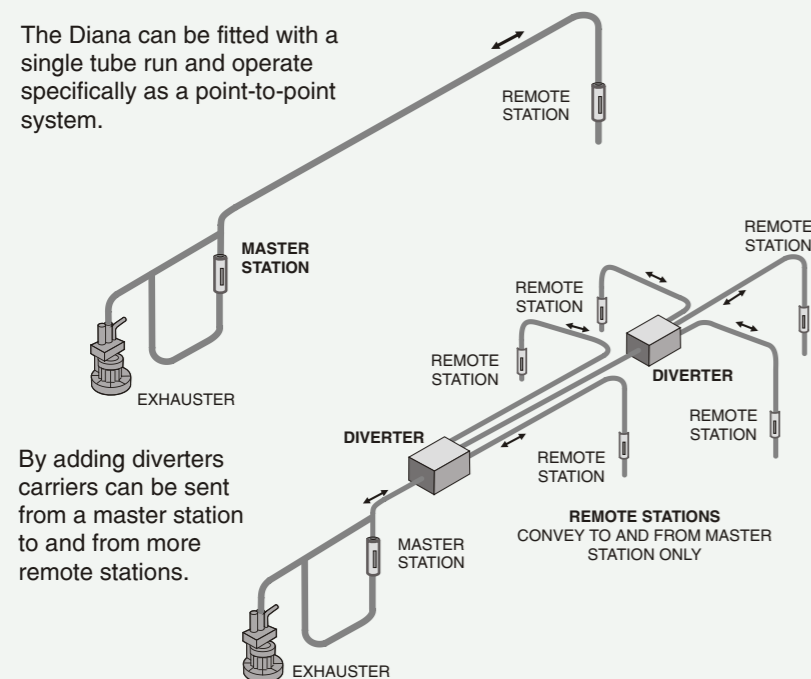 The Diana can be fitted with a
single tube run and operate
specifically as a point-to-point
system.
REMOTE
STATION
MASTER
STATION
EXHAUSTER
REMOTE
STATION
REMOTE
STATION
REMOTE
STATION
DIVERTER
REMOTE
STATION
DIVERTER
REMOTE
STATION
By adding diverters
carriers can be sent
from a master station
to and from more
remote stations.
REMOTE STATIONS
CONVEY TO AND FROM MASTER
STATION ONLY
MASTER
STATION
EXHAUSTER